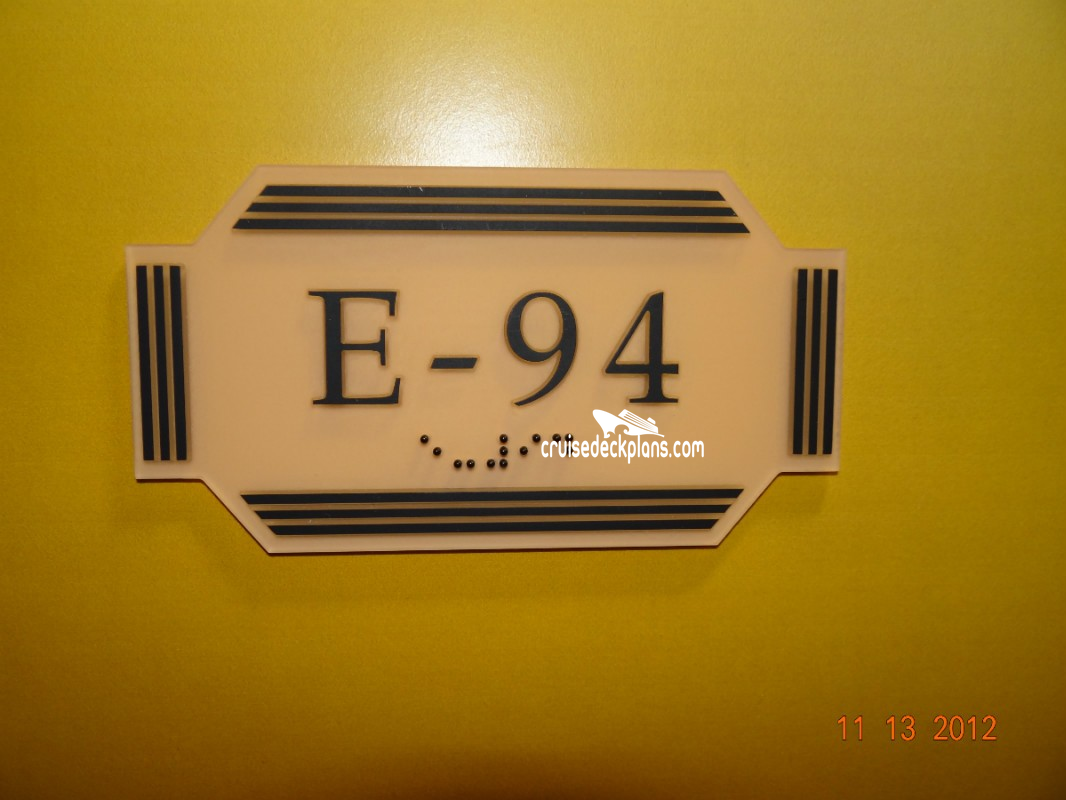 E-94
⠑⠤⠼⠊⠙
cruisedeckplans.com
11 13 2012